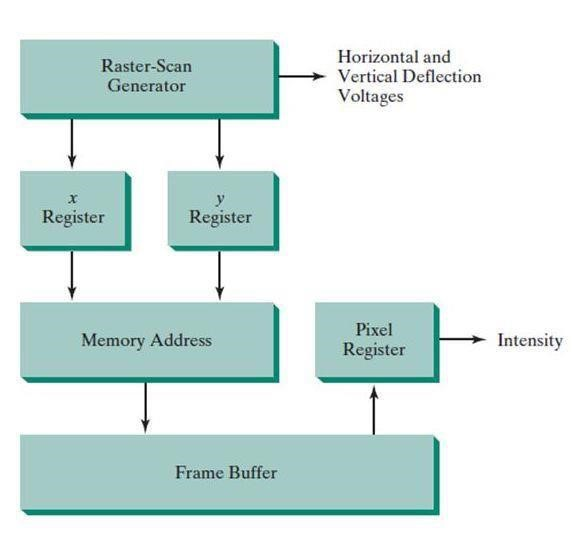 Raster-Scan
Generator
Horizontal and
Vertical Deflection
Voltages
x
Register
y
Register
Memory Address
Pixel
Register
Intensity
Frame Buffer